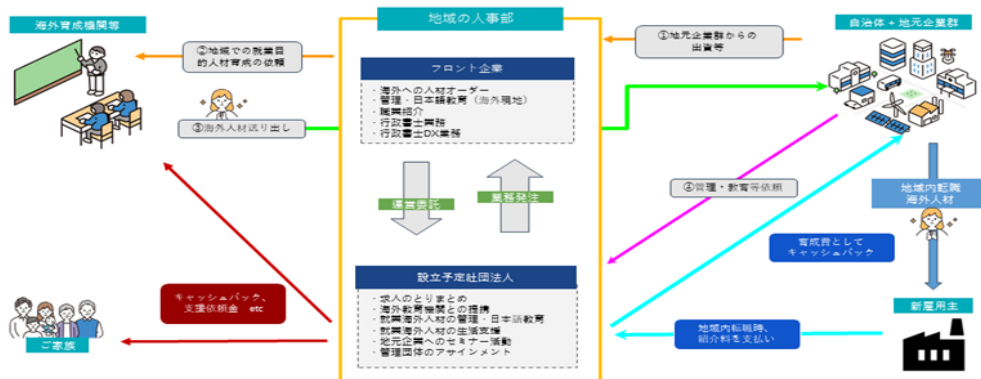 海外育成機関等
地域の人事部
自治体 + 地元企業群
②地域での就業目
的人材育成の依頼
①地元企業群からの
出資等
フロント企業
・海外への人材オーダー
・管理・日本語教育（海外現地）
・職業紹介
・行政書士業務
・行政書士DX業務
③海外人材送り出し
運営委託
業務発注
④管理・教育等依頼
地域内転職
海外人材
育成費として
キャッシュバック
設立予定社団法人
・求人のとりまとめ
・海外教育機関との提携
・就業海外人材の管理・日本語教育
・就業海外人材の生活支援
・地元企業へのセミナー活動
・管理団体のアサインメント
キャッシュバック、
支援依頼金 etc
ご家族
地域内転職時、
紹介料を支払い
新雇用主